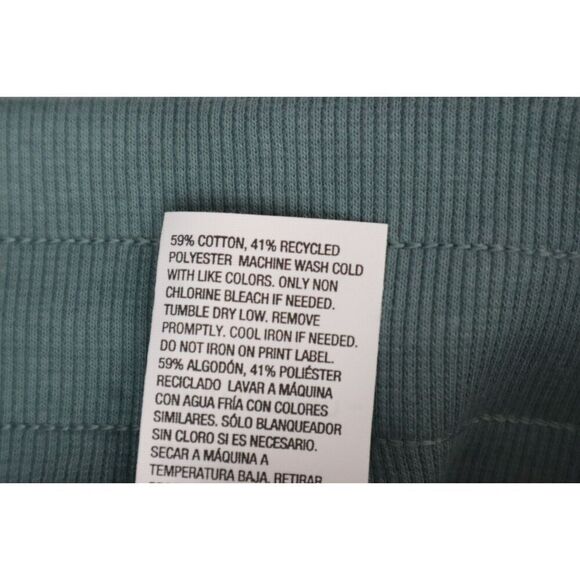 59% COTTON, 41% RECYCLED
POLYESTER MACHINE WASH COLD
WITH LIKE COLORS. ONLY NON
CHLORINE BLEACH IF NEEDED.
TUMBLE DRY LOW. REMOVE
PROMPTLY. COOL IRON IF NEEDED.
DO NOT IRON ON PRINT LABEL.
59% ALGODÓN, 41% POLIÉSTER
RECICLADO LAVAR A MÁQUINA
CON AGUA FRÍA CON COLORES
SIMILARES. SÓLO BLANQUEADOR
SIN CLORO SI ES NECESARIO.
SECAR A MÁQUINA A
TEMPERATURA BAJA. RETIRAR